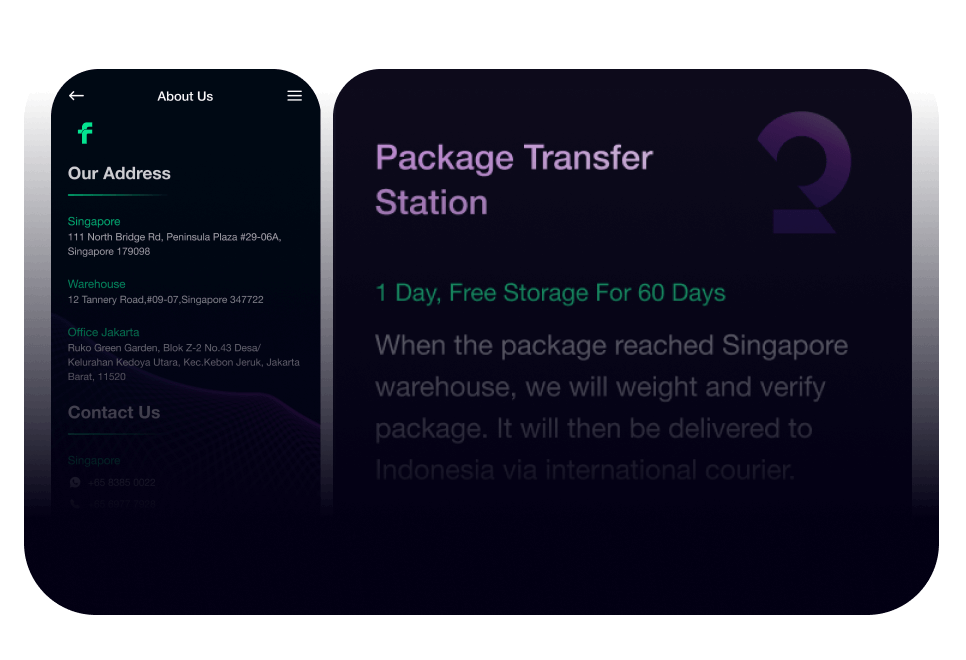 About Us
f
Our Address
Singapore
111 North Bridge Rd, Peninsula Plaza #29-06A,
Singapore 179098
Warehouse
12 Tannery Road,#09-07,Singapore 347722
Office Jakarta
Ruko Green Garden, Blok Z-2 No.43 Desa/
Kelurahan Kedoya Utara, Kec.Kebon Jeruk, Jakarta
Barat, 11520
Contact Us
Singapore
+65 8385 0022
Package Transfer
Station
2
1 Day, Free Storage For 60 Days
When the package reached Singapore
warehouse, we will weight and verify
package. It will then be delivered to
Indonesia via international courier.